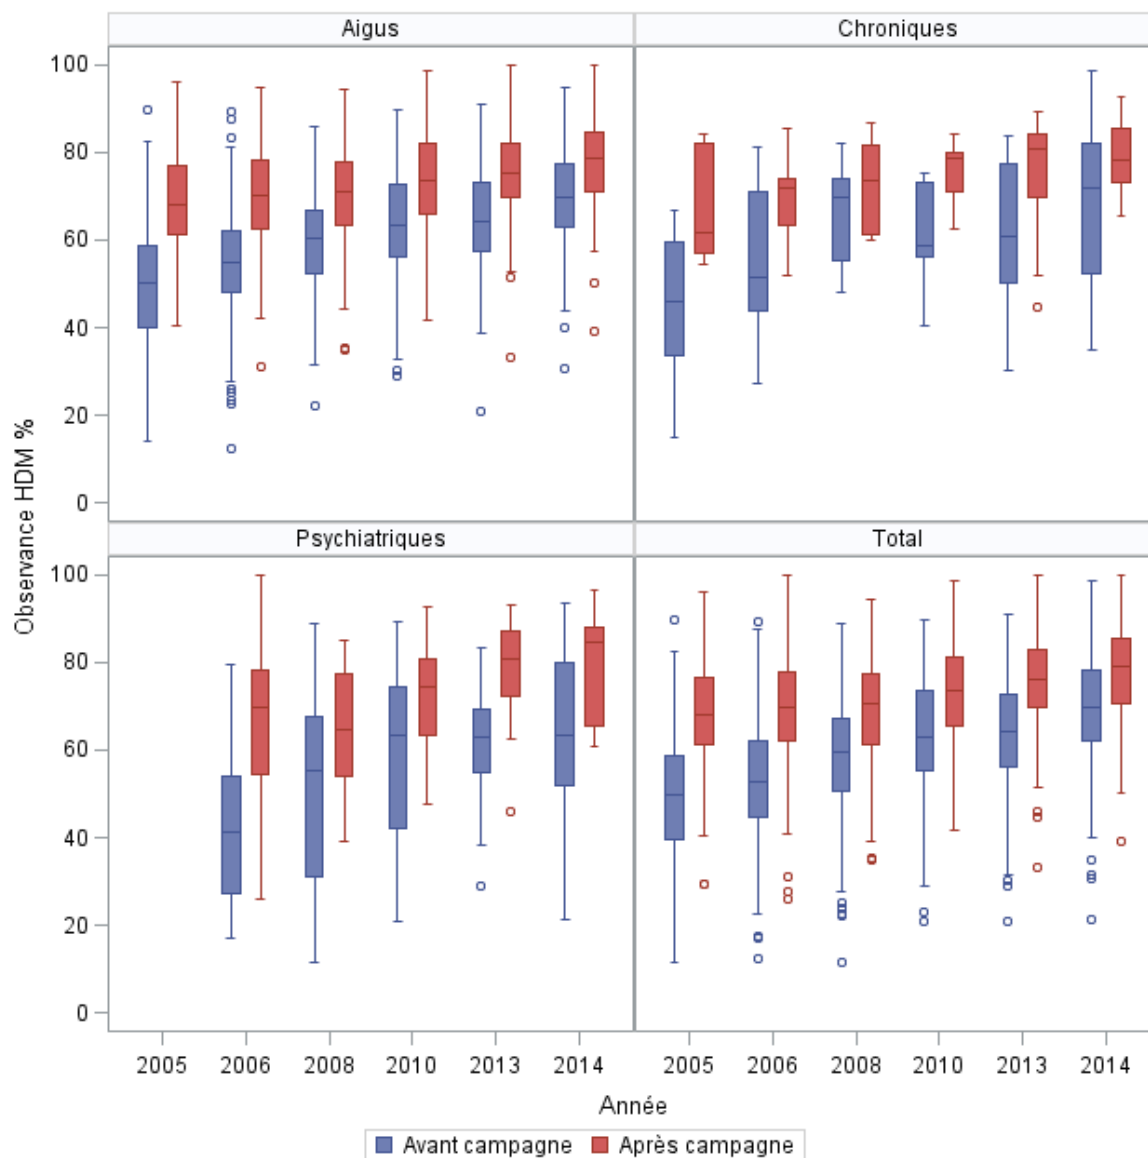 Aigus
Chroniques
100
80
60
40
20
0
Observance HDM %
Psychiatriques
Total
100
80
60
40
20
0
2005 2006 2008 2010 2013 2014
2005 2006 2008 2010 2013 2014
Année
Avant campagne Après campagne